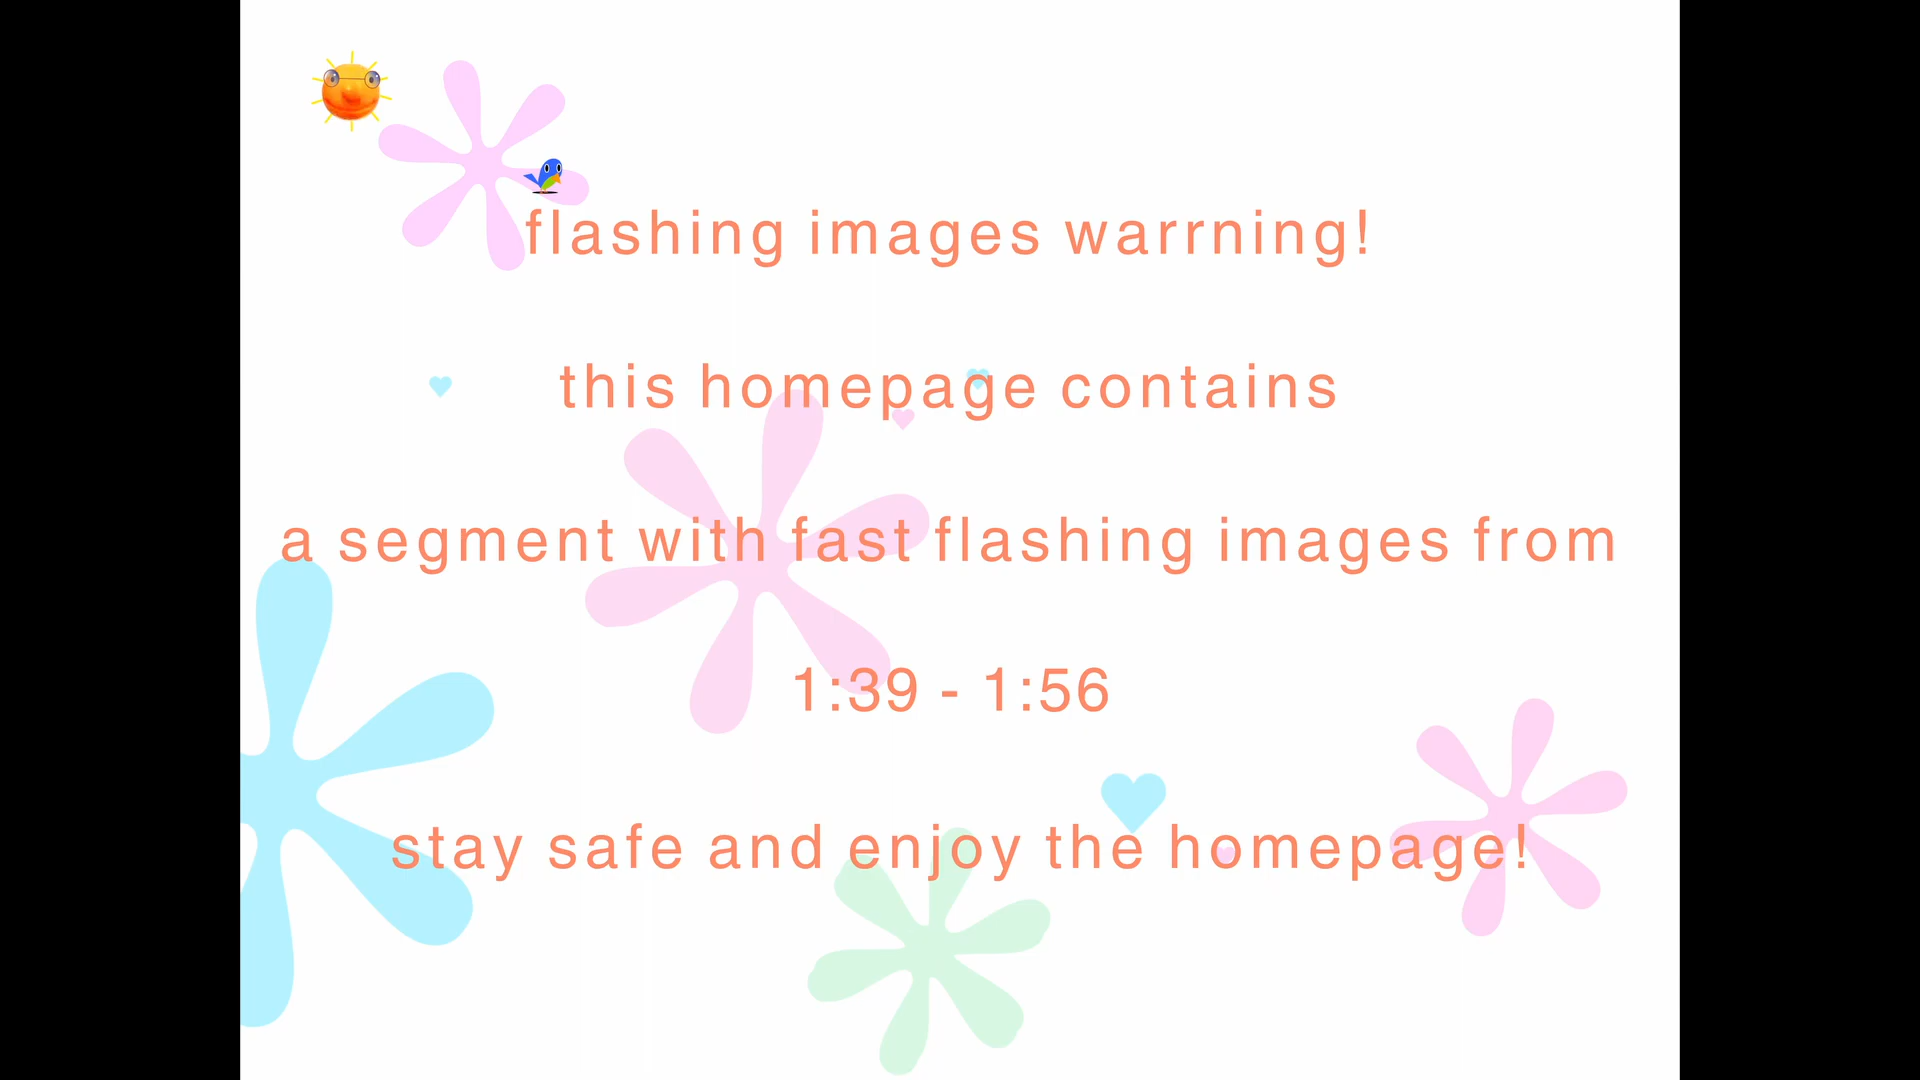 flashing images warrning!
this homepage contains
a segment with fast flashing images from
1:39 - 1:56
stay safe and enjoy the homepage!